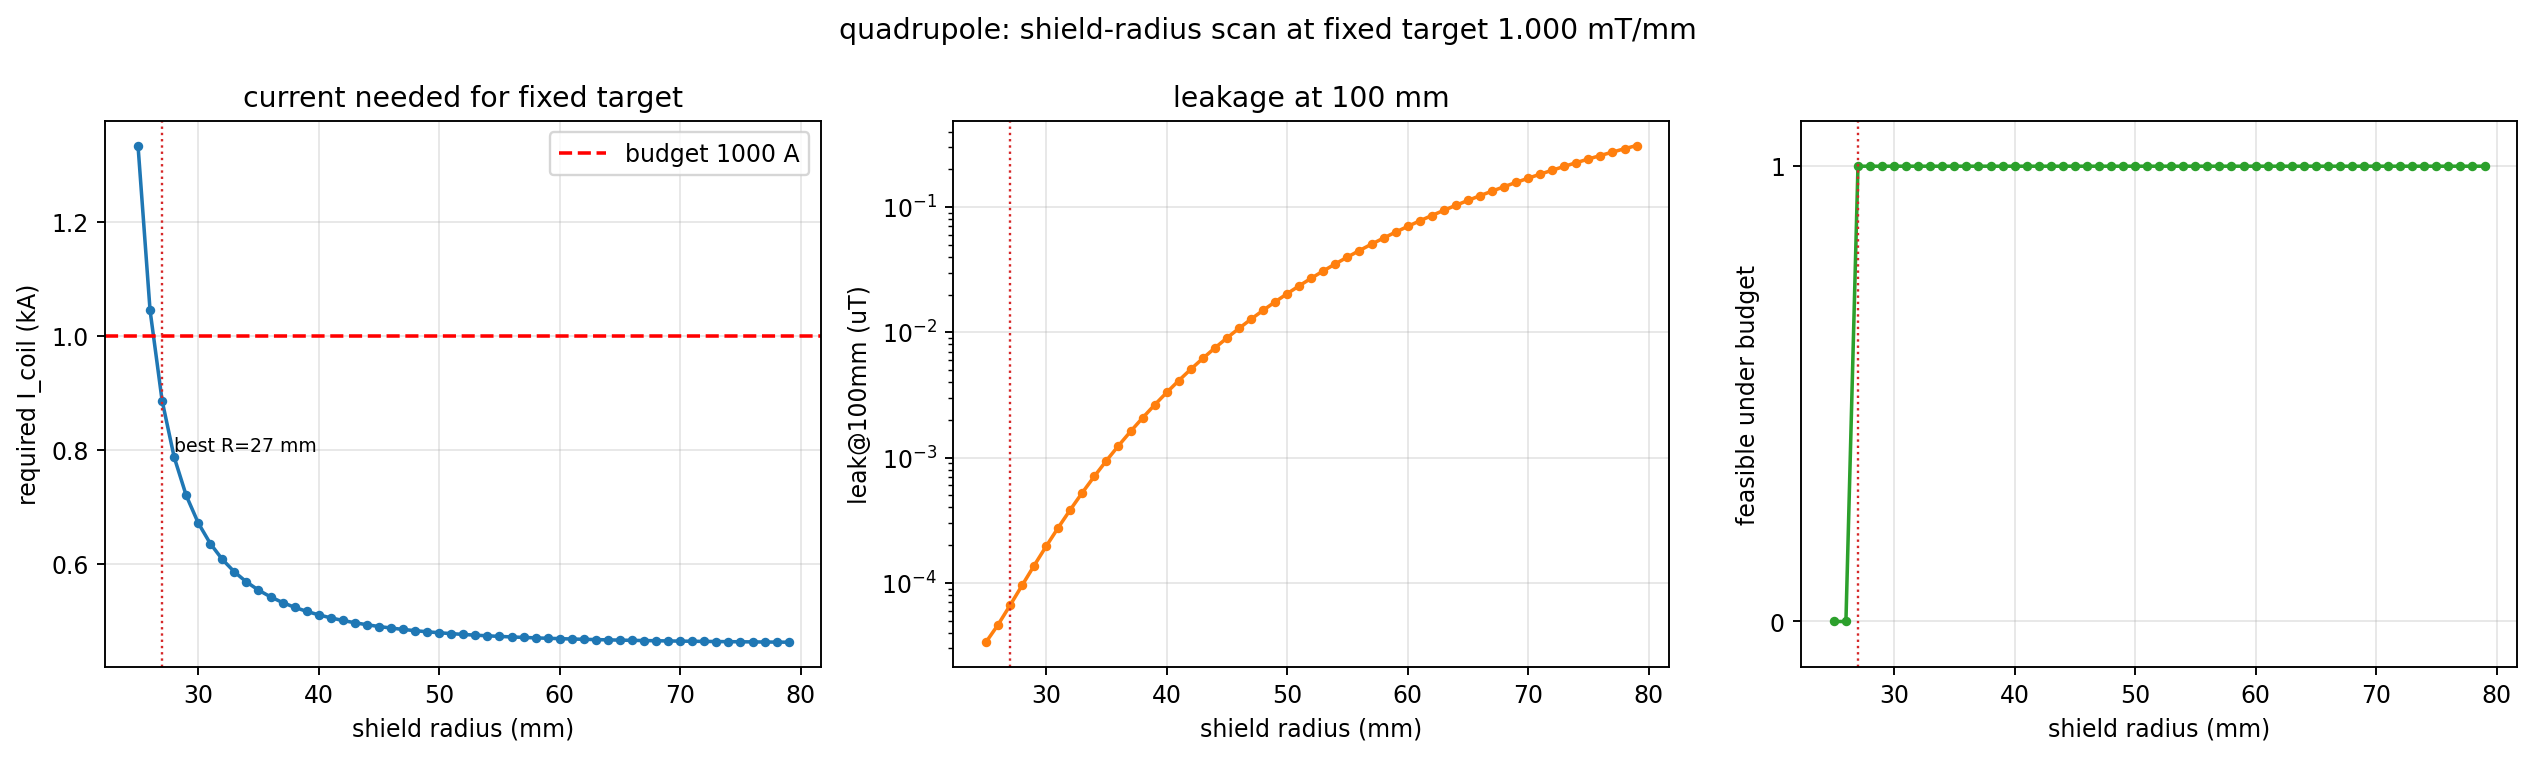 quadrupole: shield-radius scan at fixed target 1.000 mT/mm
current needed for fixed target
required I_coil (kA)
1.2
1.0
0.8
0.6
budget 1000 A
best R=27 mm
30 40 50 60 70 80
shield radius (mm)
leakage at 100 mm
leak@100mm (uT)
10⁻¹
10⁻²
10⁻³
10⁻⁴
30 40 50 60 70 80
shield radius (mm)
feasible under budget
1
0
30 40 50 60 70 80
shield radius (mm)